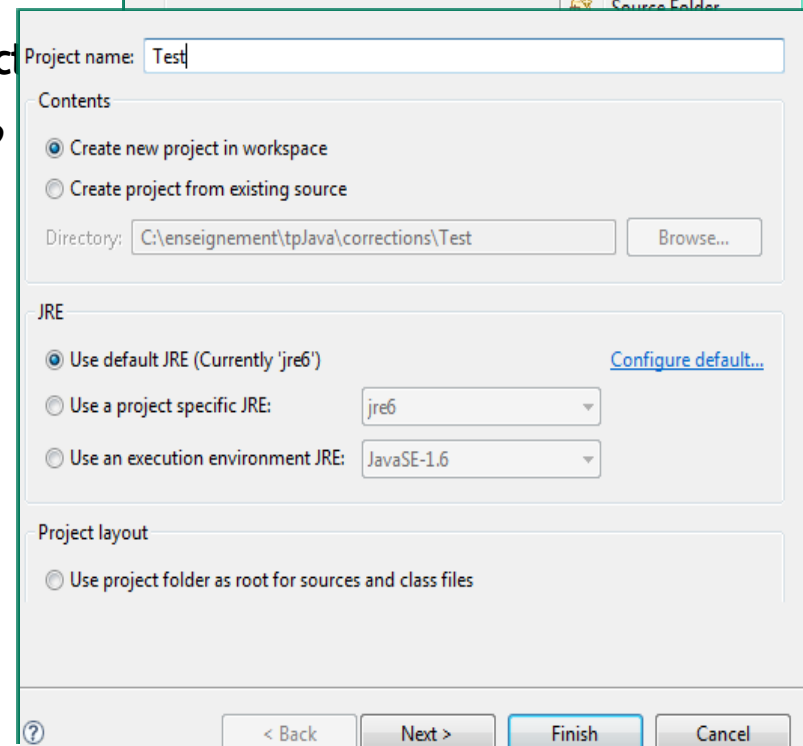 Source Folder
Project name: Test
Contents
Create new project in workspace
Create project from existing source
Directory: C:\enseignement\tpJava\corrections\Test Browse...
JRE
Use default JRE (Currently 'jre6') Configure default...
Use a project specific JRE: jre6
Use an execution environment JRE: JavaSE-1.6
Project layout
Use project folder as root for sources and class files
? < Back Next > Finish Cancel